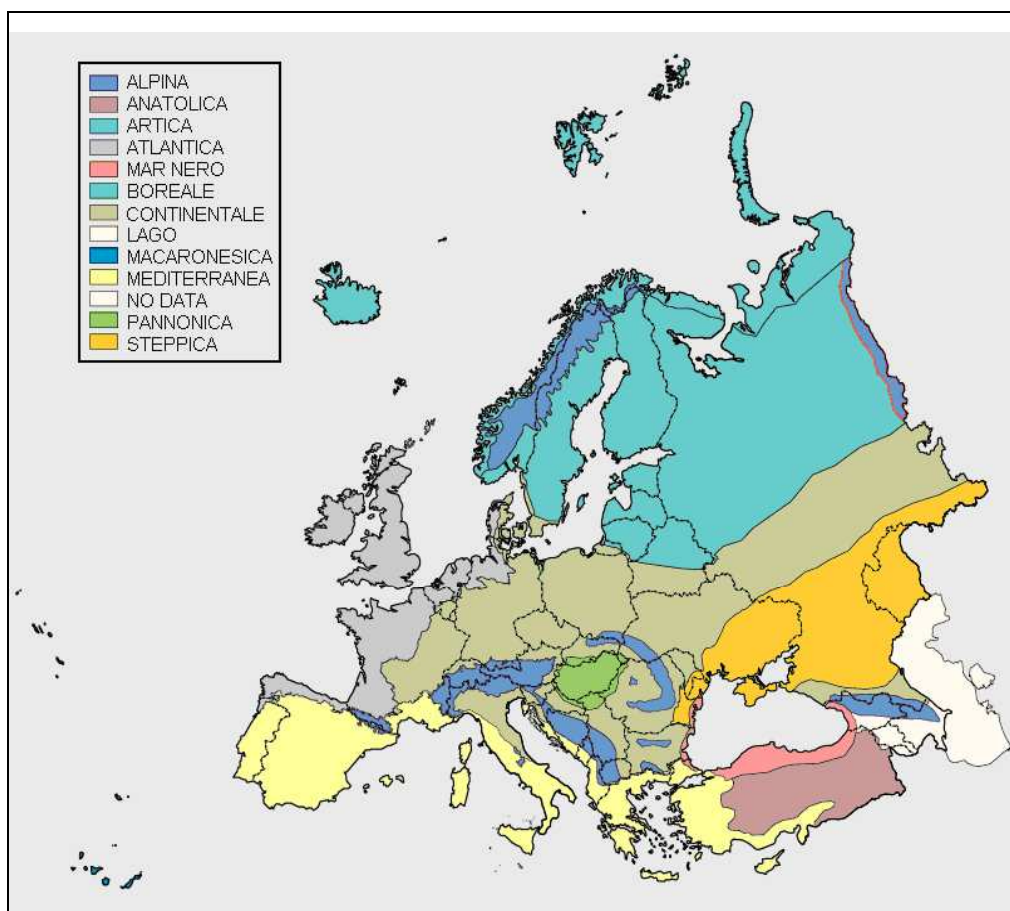 ALPINA
ANATOLICA
ARTICA
ATLANTICA
MAR NERO
BOREALE
CONTINENTALE
LAGO
MACARONESICA
MEDITERRANEA
NO DATA
PANNONICA
STEPPICA